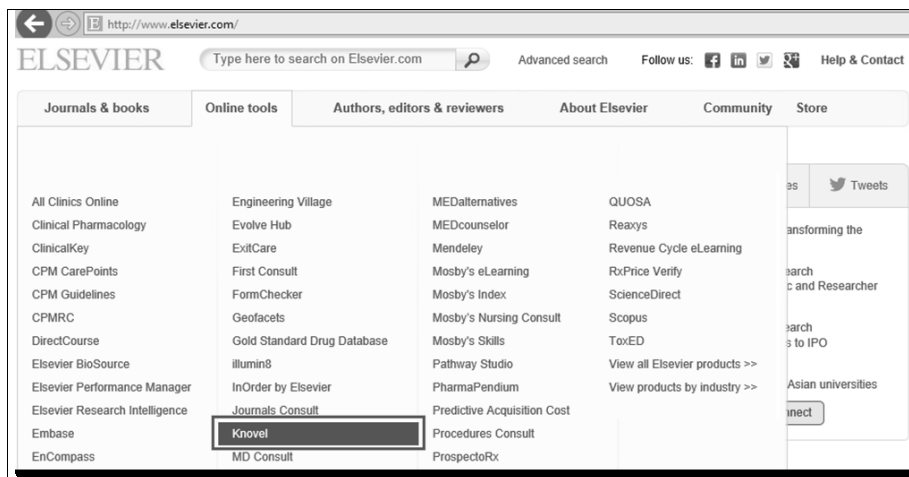 http://www.elsevier.com/
ELSEVIER
Type here to search on Elsevier.com
Advanced search
Follow us:
Help & Contact
Journals & books
Online tools
Authors, editors & reviewers
About Elsevier
Community
Store
All Clinics Online
Clinical Pharmacology
ClinicalKey
CPM CarePoints
CPM Guidelines
CPMRC
DirectCourse
Elsevier BioSource
Elsevier Performance Manager
Elsevier Research Intelligence
Embase
EnCompass
Engineering Village
Evolve Hub
ExitCare
First Consult
FormChecker
Geofacets
Gold Standard Drug Database
illumin8
InOrder by Elsevier
Journals Consult
Knovel
MD Consult
MEDalternatives
MEDcounselor
Mendeley
Mosby's eLearning
Mosby's Index
Mosby's Nursing Consult
Mosby's Skills
Pathway Studio
PharmaPendium
Predictive Acquisition Cost
Procedures Consult
ProspectoRx
QUOSA
Reaxys
Revenue Cycle eLearning
RxPrice Verify
ScienceDirect
Scopus
ToxED
View all Elsevier products >>
View products by industry >>
es
Tweets
ansforming the
earch
c and Researcher
earch
s to IPO
Asian universities
nnect